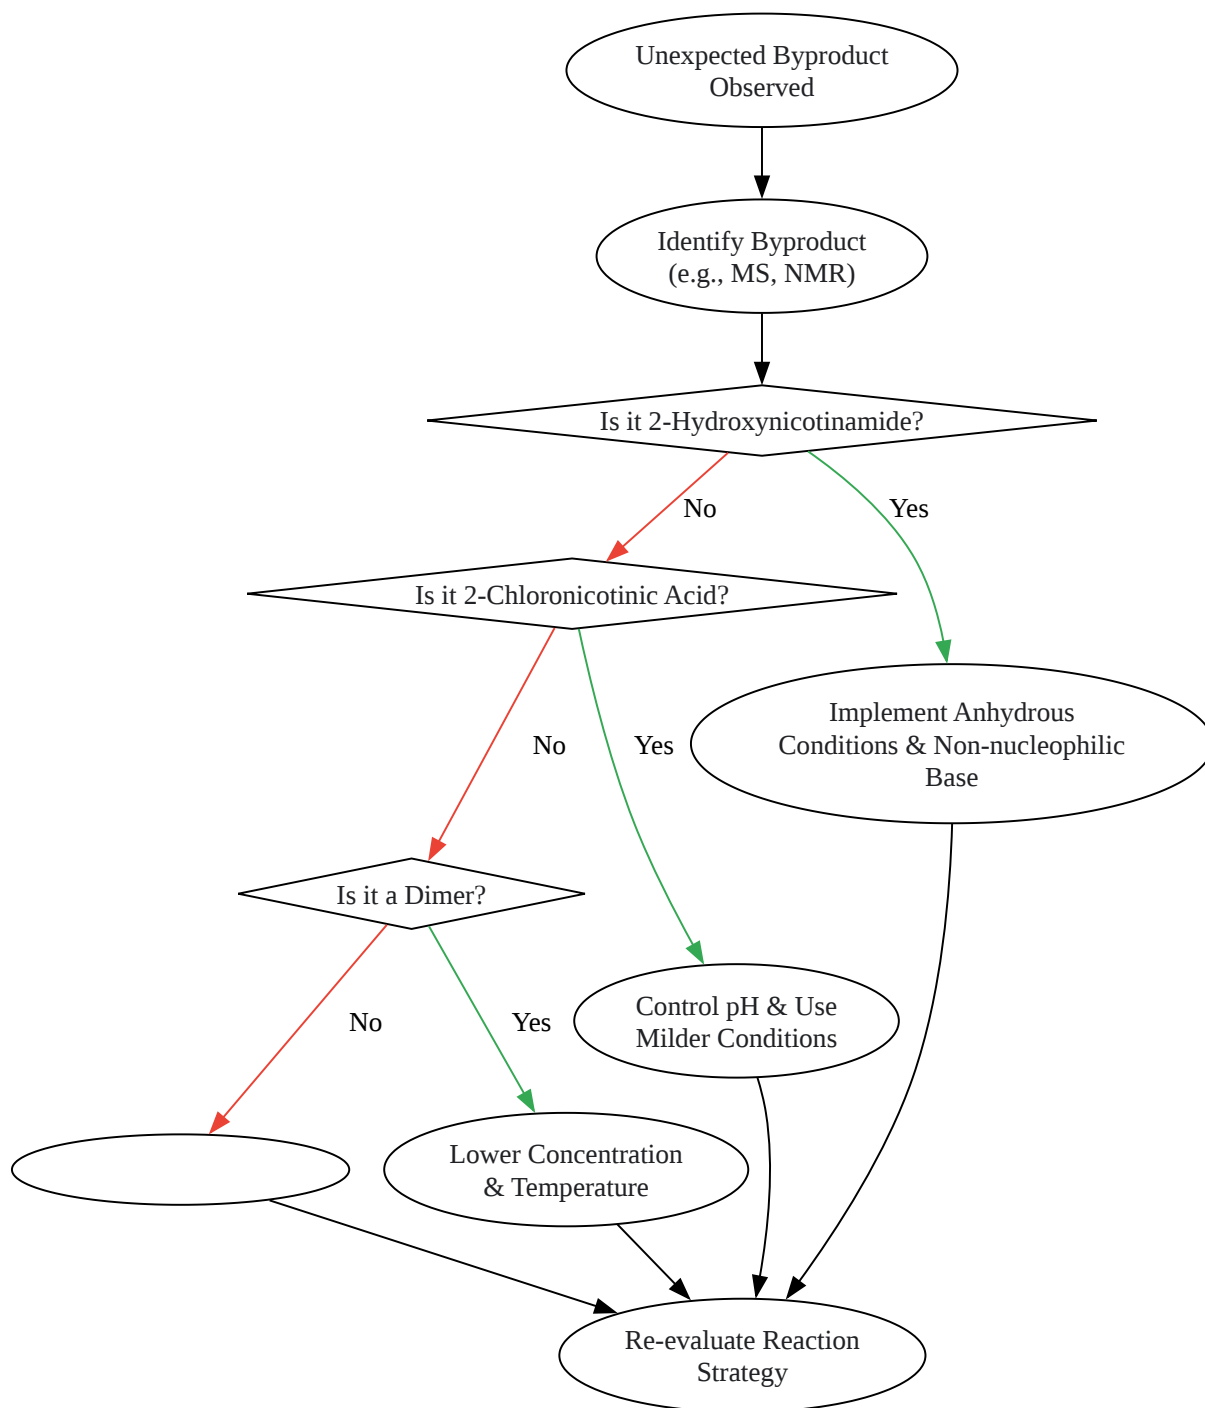 Unexpected Byproduct
Observed
Identify Byproduct
(e.g., MS, NMR)
Is it 2-Hydroxynicotinamide?
No
Yes
Is it 2-Chloronicotinic Acid?
Implement Anhydrous
Conditions & Non-nucleophilic
Base
No
Yes
Is it a Dimer?
Control pH & Use
Milder Conditions
No
Yes
Lower Concentration
& Temperature
Re-evaluate Reaction
Strategy